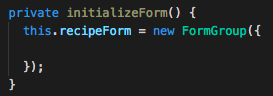 private initializeForm() {
  this.recipeForm = new FormGroup({

  });
}